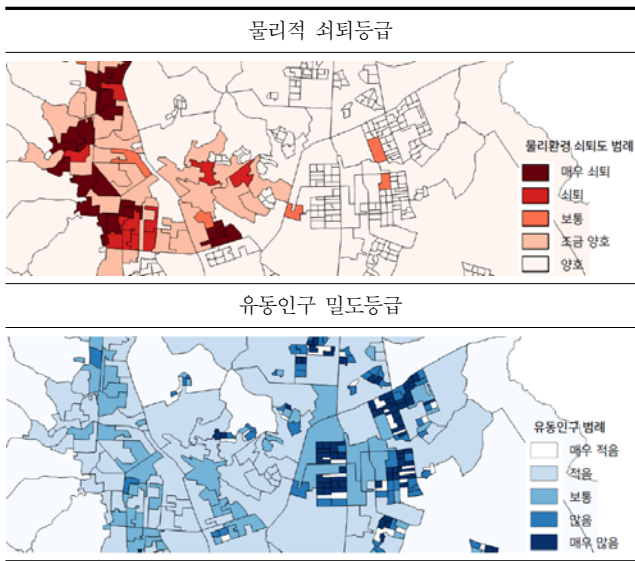 물리적 쇠퇴등급
물리환경 쇠퇴도 범례
매우 쇠퇴
쇠퇴
보통
조금 양호
양호
유동인구 밀도등급
유동인구 범례
매우 적음
적음
보통
많음
매우 많음